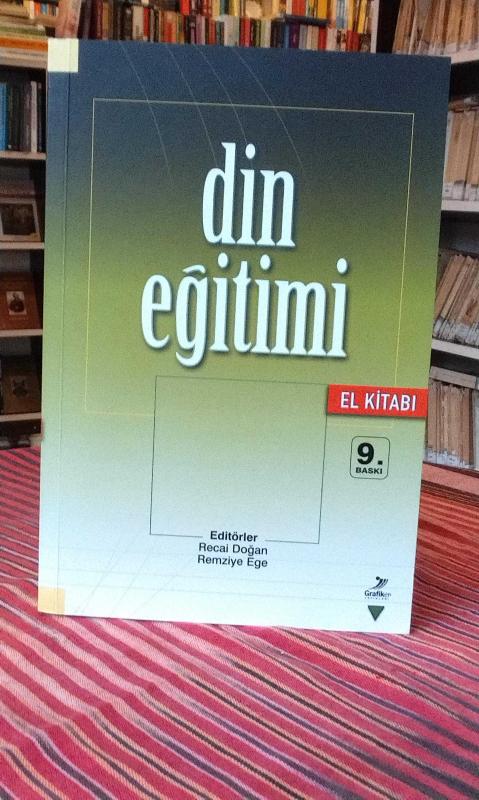 din
eğitimi
EL KİTABI
9.
BASKI
Editörler
Recai Doğan
Remziye Ege
Grafiker